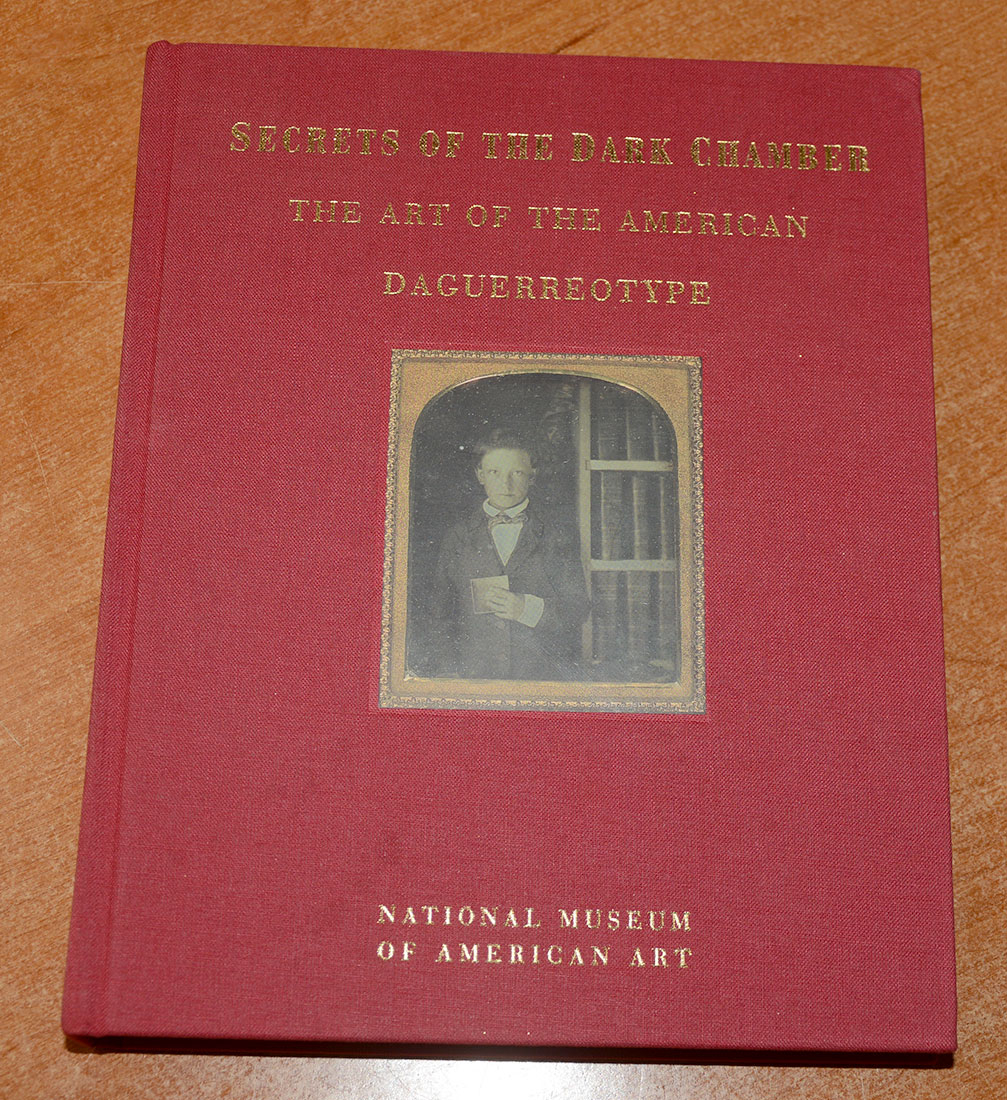 SECRETS OF THE DARK CHAMBER
THE ART OF THE AMERICAN
DAGUERREOTYPE
NATIONAL MUSEUM
OF AMERICAN ART